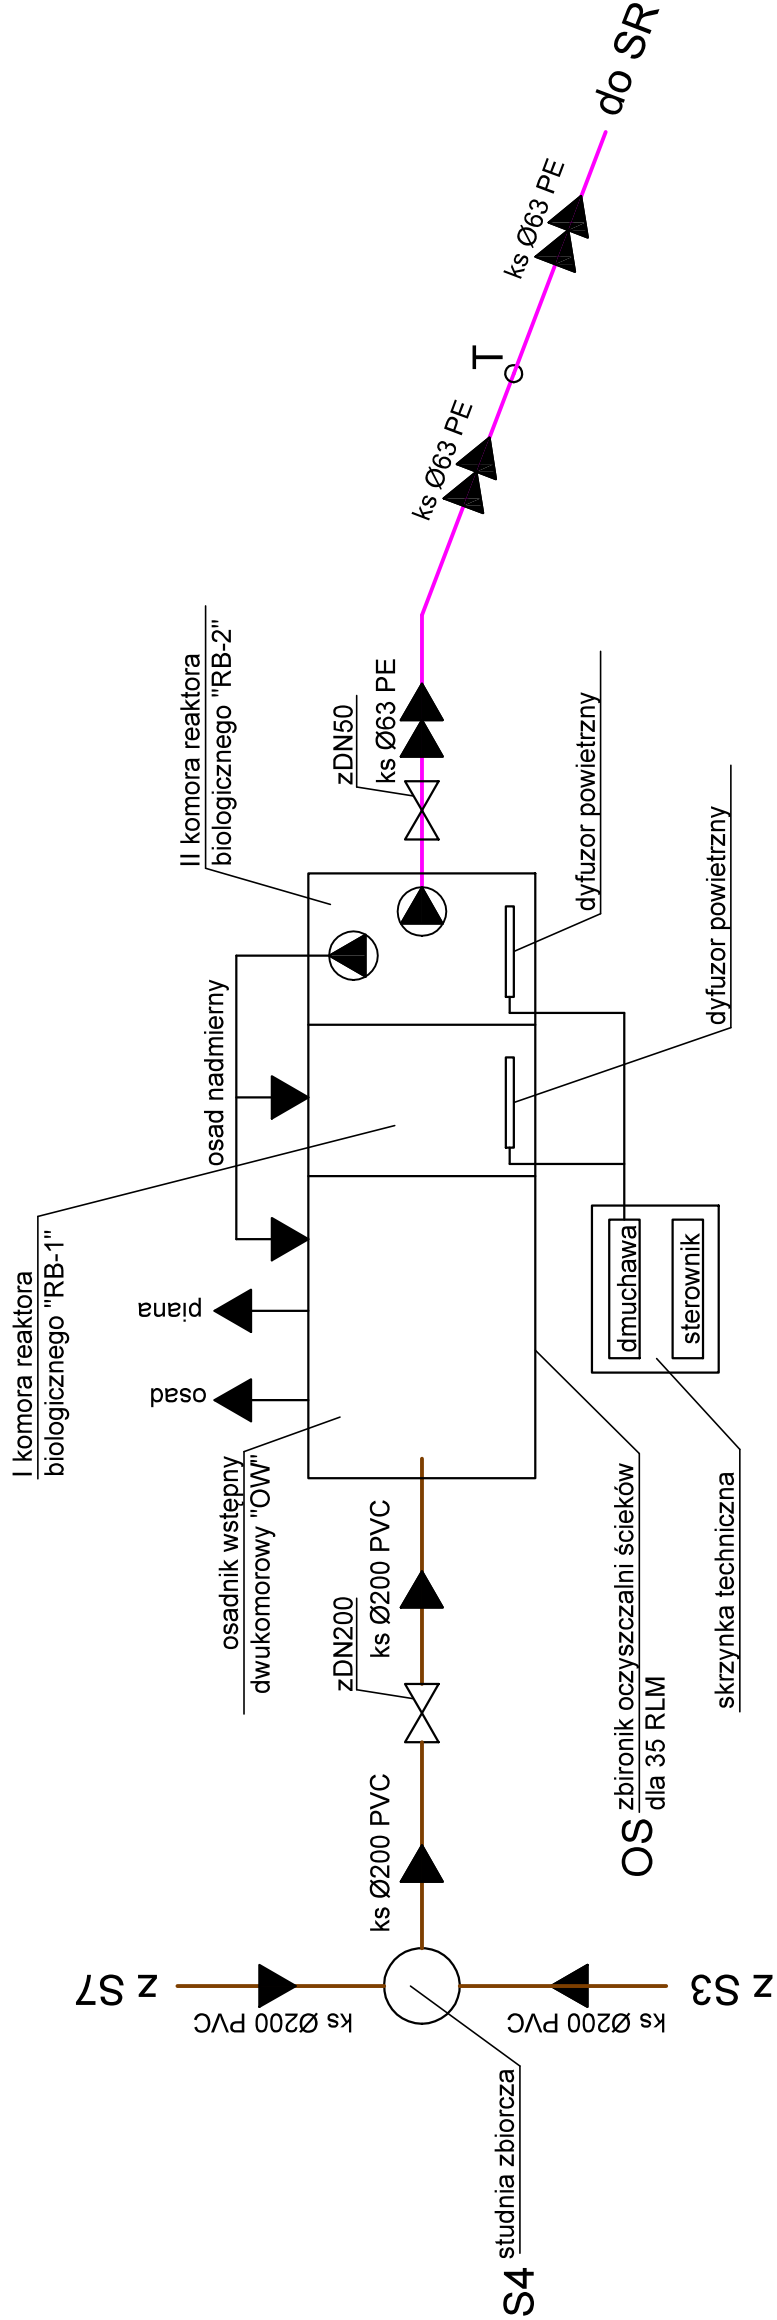 S4
studnia zbiorcza
z S7
ks Ø200 PVC
z S3
ks Ø200 PVC
ks Ø200 PVC
zDN200
ks Ø200 PVC
OS
zbironik oczyszczalni ścieków
dla 35 RLM
osadnik wstępny
dwukomorowy "OW"
osad
piana
I komora reaktora
biologicznego "RB-1"
osad nadmierny
skrzynka techniczna
dmuchawa
sterownik
dyfuzor powietrzny
dyfuzor powietrzny
II komora reaktora
biologicznego "RB-2"
zDN50
ks Ø63 PE
ks Ø63 PE
T
ks Ø63 PE
do SR